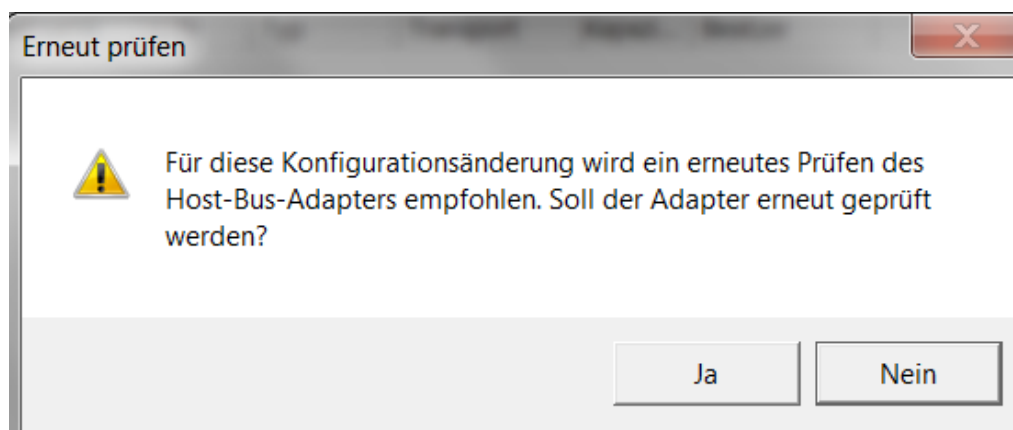 Erneut prüfen
Für diese Konfigurationsänderung wird ein erneutes Prüfen des
Host-Bus-Adapters empfohlen. Soll der Adapter erneut geprüft
werden?
Ja
Nein